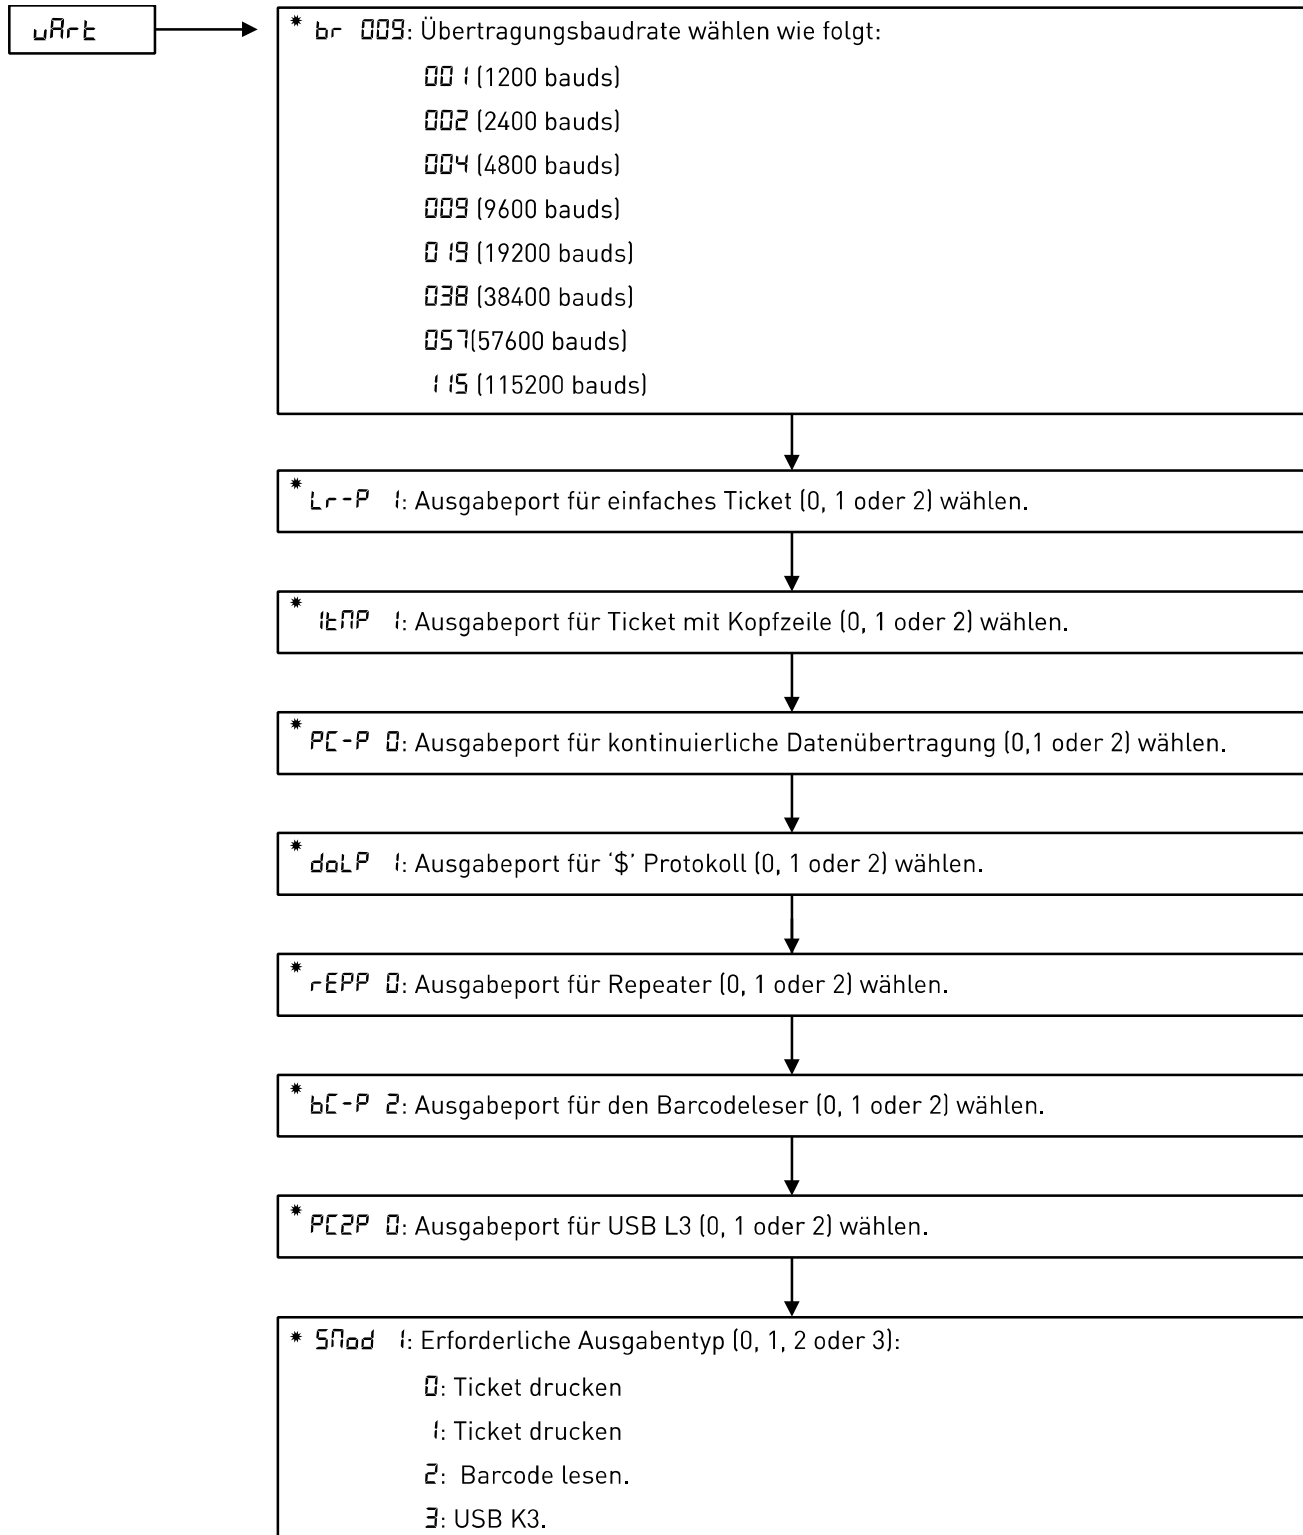 uArt
* br 009: Übertragungsbaudrate wählen wie folgt:
001 (1200 bauds)
002 (2400 bauds)
004 (4800 bauds)
009 (9600 bauds)
019 (19200 bauds)
038 (38400 bauds)
057(57600 bauds)
115 (115200 bauds)
* Lr-P 1: Ausgabeport für einfaches Ticket (0, 1 oder 2) wählen.
* 1tMP 1: Ausgabeport für Ticket mit Kopfzeile (0, 1 oder 2) wählen.
* PC-P 0: Ausgabeport für kontinuierliche Datenübertragung (0,1 oder 2) wählen.
* doLP 1: Ausgabeport für ‘$’ Protokoll (0, 1 oder 2) wählen.
* rEPP 0: Ausgabeport für Repeater (0, 1 oder 2) wählen.
* bC-P 2: Ausgabeport für den Barcodeleser (0, 1 oder 2) wählen.
* PC2P 0: Ausgabeport für USB L3 (0, 1 oder 2) wählen.
* SMod 1: Erforderliche Ausgabentyp (0, 1, 2 oder 3):
0: Ticket drucken
1: Ticket drucken
2: Barcode lesen.
3: USB K3.